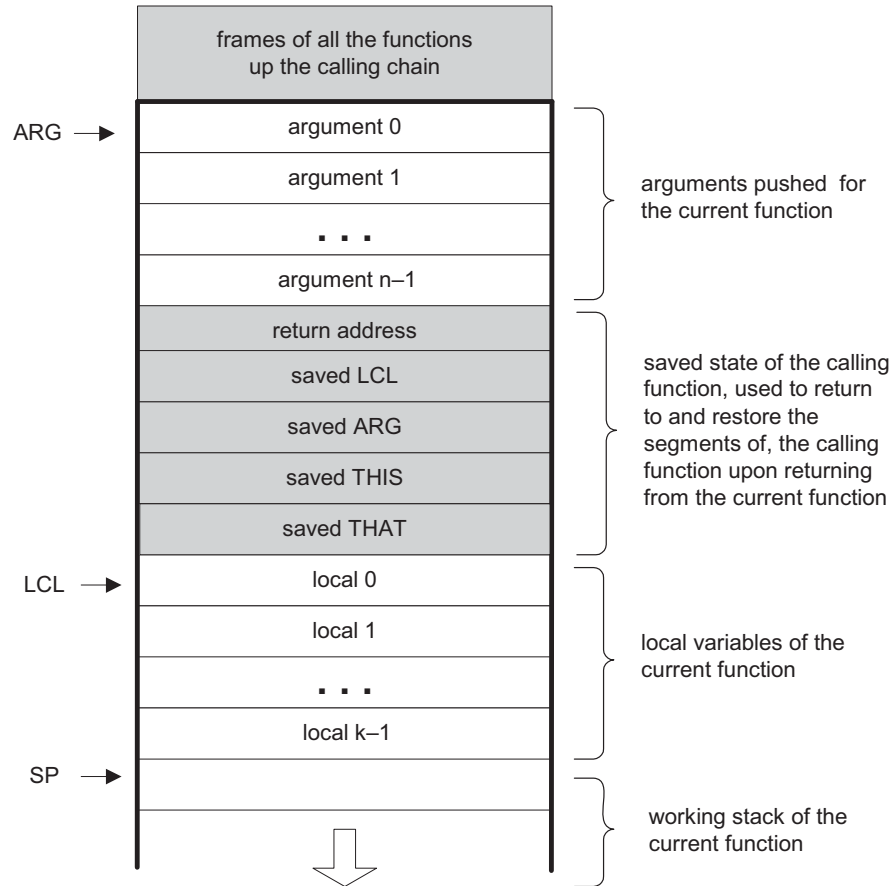 frames of all the functions
up the calling chain
ARG
argument 0
argument 1
. . .
argument n–1
arguments pushed for
the current function
return address
saved LCL
saved ARG
saved THIS
saved THAT
saved state of the calling
function, used to return
to and restore the
segments of, the calling
function upon returning
from the current function
LCL
local 0
local 1
. . .
local k–1
local variables of the
current function
SP
working stack of the
current function